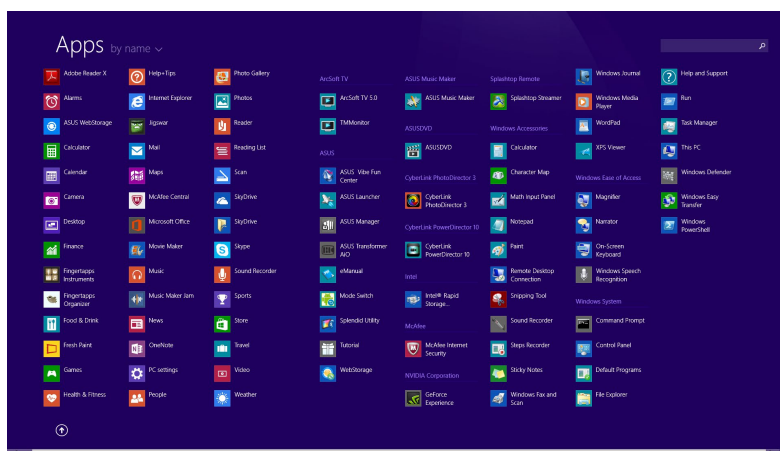 Apps by name
Adobe Reader X
Alarms
ASUS WebStorage
Calculator
Calendar
Camera
Desktop
Finance
Fingertapps
Instruments
Fingertapps
Organizer
Food & Drink
Fresh Paint
Games
Health & Fitness
Help+Tips
Internet Explorer
Jigswar
Mail
Maps
McAfee Central
Microsoft Office
Movie Maker
Music
Music Maker Jam
News
OneNote
PC settings
People
Photo Gallery
Photos
Reader
Reading List
Scan
SkyDrive
SkyDrive
Skype
Sound Recorder
Sports
Store
Travel
Video
Weather
ArcSoft TV
ArcSoft TV 5.0
TMMonitor
ASUS
ASUS Vibe Fun
Center
ASUS Launcher
ASUS Manager
ASUS Transformer
AiO
eManual
Mode Switch
Splendid Utility
Tutorial
WebStorage
ASUS Music Maker
ASUS Music Maker
ASUSDVD
ASUSDVD
CyberLink PhotoDirector 3
CyberLink
PhotoDirector 3
CyberLink PowerDirector 10
CyberLink
PowerDirector 10
Intel
Intel® Rapid
Storage...
McAfee
McAfee Internet
Security
NVIDIA Corporation
GeForce
Experience
Splashtop Remote
Splashtop Streamer
Windows Accessories
Calculator
Character Map
Math Input Panel
Notepad
Paint
Remote Desktop
Connection
Snipping Tool
Sound Recorder
Steps Recorder
Sticky Notes
Windows Fax and
Scan
Windows Journal
Windows Media
Player
WordPad
XPS Viewer
Windows Ease of Access
Magnifier
Narrator
On-Screen
Keyboard
Windows Speech
Recognition
Windows System
Command Prompt
Control Panel
Default Programs
File Explorer
Help and Support
Run
Task Manager
This PC
Windows Defender
Windows Easy
Transfer
Windows
PowerShell